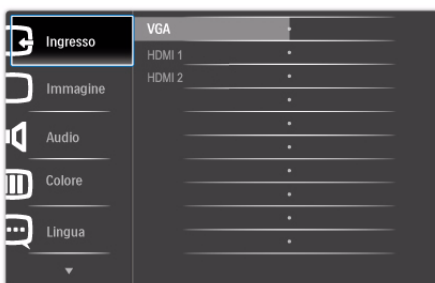 Ingresso
Immagine
Audio
Colore
Lingua
VGA
HDMI 1
HDMI 2